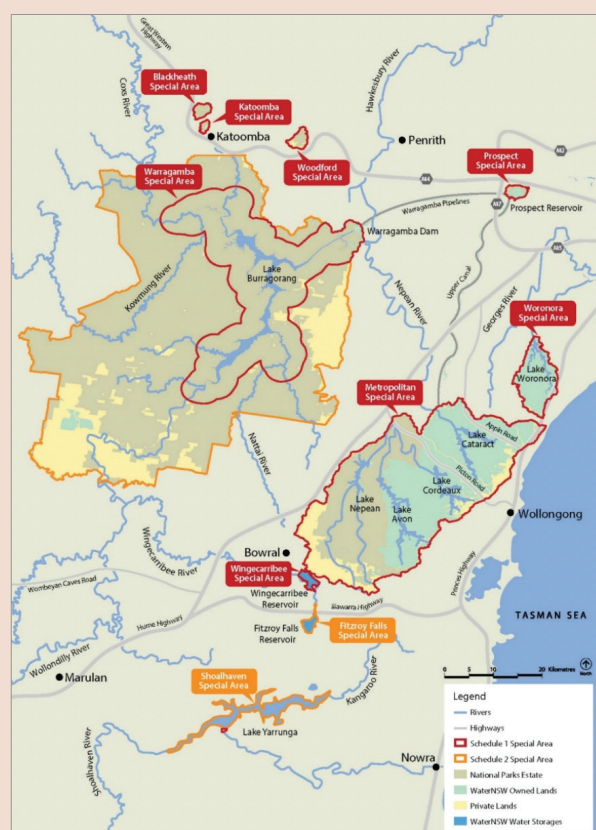 Great Western
Highway
Coxs River
Blackheath
Special Area
Katoomba
Special Area
Katoomba
Hawkesbury River
Penrith
Woodford
Special Area
Prospect
Special Area
M2
M4
M7
Warragamba
Special Area
Warragamba Pipelines
Prospect Reservoir
Warragamba Dam
Lake
Burragorang
Kowmung River
Upper Canal
Nepean River
Georges River
Woronora
Special Area
Lake
Woronora
Metropolitan
Special Area
Lake
Cataract
Appin Road
Nattai River
Picton Road
Lake
Cordeaux
Lake
Nepean
Lake
Avon
Wollongong
Wingecarribee River
Bowral
Wingecarribee
Special Area
Princes Highway
Wombeyan Caves Road
Wingecarribee
Reservoir
Illawarra Highway
TASMAN SEA
Hume Highway
Fitzroy Falls
Reservoir
Fitzroy Falls
Special Area
Wollondilly River
Marulan
Shoalhaven
Special Area
Kangaroo River
0 5 10 20 Kilometres
North
Lake Yarrunga
Shoalhaven River
Nowra
Legend
Rivers
Highways
Schedule 1 Special Area
Schedule 2 Special Area
National Parks Estate
WaterNSW Owned Lands
Private Lands
WaterNSW Water Storages